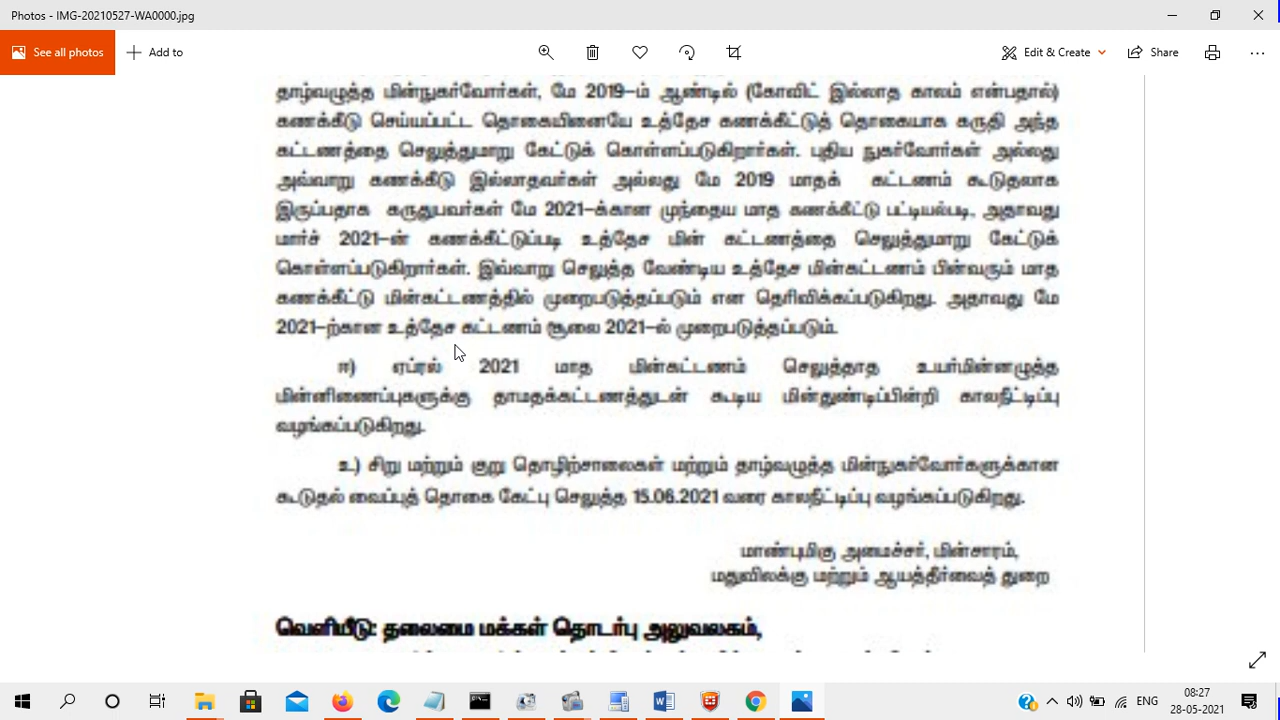 Photos - IMG-20210527-WA0000.jpg
See all photos
Add to
Edit & Create
Share
தாழ்வழுத்த மின்நுகர்வோர்கள், மே 2019–ம் ஆண்டில் (கோவிட் இல்லாத காலம் என்பதால்)
கணக்கீடு செய்யப்பட்ட தொகையினையே உத்தேச கணக்கீட்டுத் தொகையாக கருதி அந்த
கட்டணத்தை செலுத்துமாறு கேட்டுக் கொள்ளப்படுகிறார்கள். புதிய நுகர்வோர்கள் அல்லது
அவ்வாறு கணக்கீடு இல்லாதவர்கள் அல்லது மே 2019 மாதக் கட்டணம் கூடுதலாக
இருப்பதாக கருதுபவர்கள் மே 2021–க்கான முந்தைய மாத கணக்கீட்டு பட்டியல்படி, அதாவது
மார்ச் 2021–ன் கணக்கீட்டுப்படி உத்தேச மின் கட்டணத்தை செலுத்துமாறு கேட்டுக்
கொள்ளப்படுகிறார்கள். இவ்வாறு செலுத்த வேண்டிய உத்தேச மின்கட்டணம் பின்வரும் மாத
கணக்கீட்டு மின்கட்டணத்தில் முறைபடுத்தப்படும் என தெரிவிக்கப்படுகிறது. அதாவது மே
2021–ற்கான உத்தேச கட்டணம் ஜூலை 2021–ல் முறைபடுத்தப்படும்.
ஈ) ஏப்ரல் 2021 மாத மின்கட்டணம் செலுத்தாத உயர்மின்னழுத்த
மின்னிணைப்புகளுக்கு தாமதக்கட்டணத்துடன் கூடிய மின்துண்டிப்பின்றி காலநீட்டிப்பு
வழங்கப்படுகிறது.
உ) சிறு மற்றும் குறு தொழிற்சாலைகள் மற்றும் தாழ்வழுத்த மின்நுகர்வோர்களுக்கான
கூடுதல் வைப்புத் தொகை கேட்பு செலுத்த 15.06.2021 வரை காலநீட்டிப்பு வழங்கப்படுகிறது.
மாண்புமிகு அமைச்சர், மின்சாரம்,
மதுவிலக்கு மற்றும் ஆயத்தீர்வைத் துறை
வெளியீடு: தலைமை மக்கள் தொடர்பு அலுவலகம்,
ENG
28-05-2021